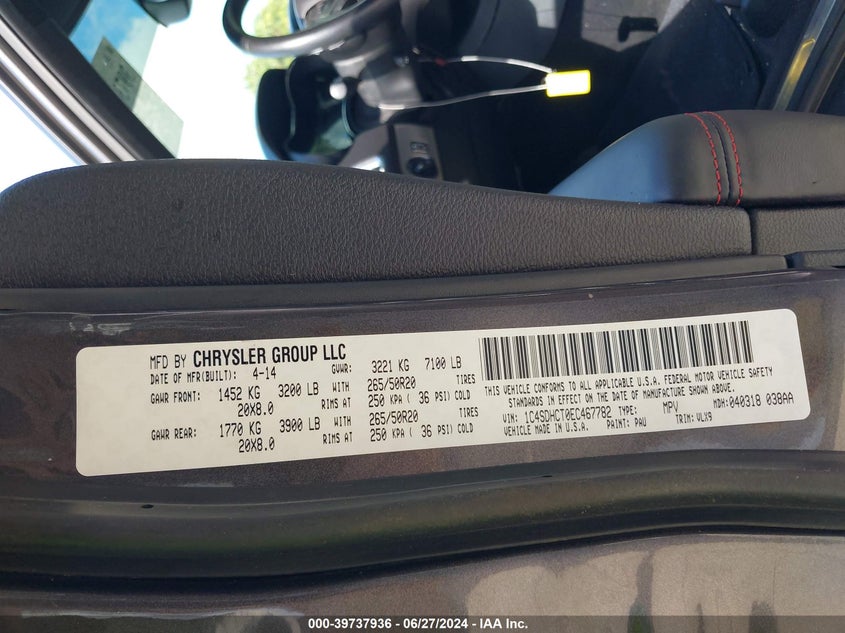 MFD BY CHRYSLER GROUP LLC
DATE OF MFR(BUILT): 4-14 GVWR: 3221 KG 7100 LB
GAWR FRONT: 1452 KG 3200 LB WITH 265/50R20 TIRES
20X8.0 RIMS AT 250 KPA ( 36 PSI) COLD
GAWR REAR: 1770 KG 3900 LB WITH 265/50R20 TIRES
20X8.0 RIMS AT 250 KPA ( 36 PSI) COLD
THIS VEHICLE CONFORMS TO ALL APPLICABLE U.S.A. FEDERAL MOTOR VEHICLE SAFETY
STANDARDS IN EFFECT ON THE DATE OF MANUFACTURE SHOWN ABOVE.
VIN: 1C4SDHCT0EC467782 TYPE: MPV MDH:040318 038AA
VEHICLE MADE IN U.S.A. PAINT: PAU TRIM: VLX9
000-39737936 - 06/27/2024 - IAA Inc.